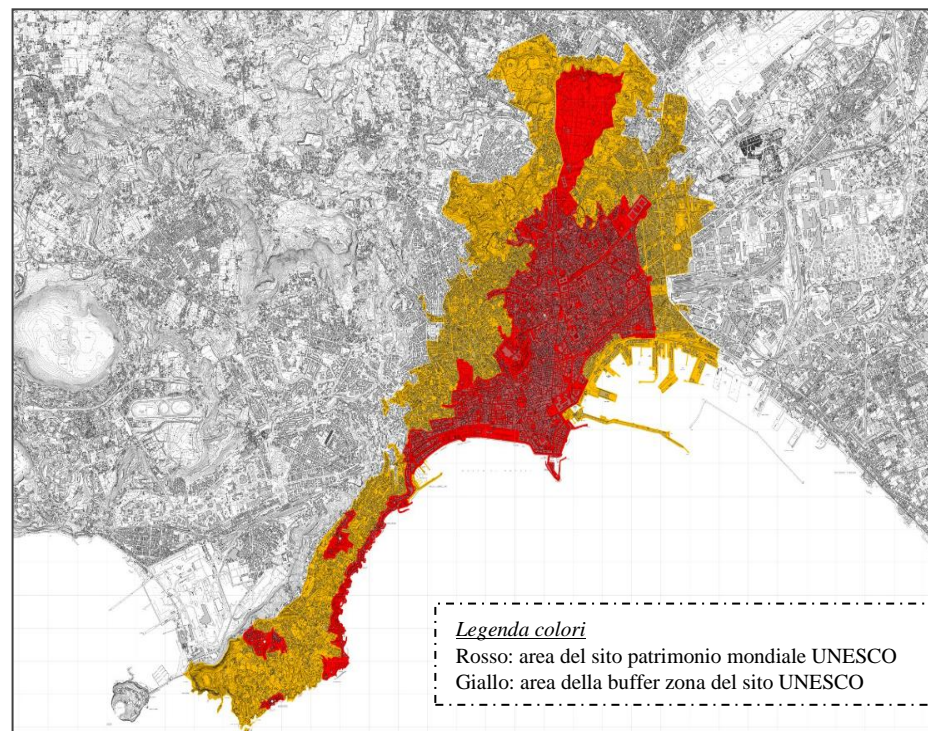 Legenda colori
Rosso: area del sito patrimonio mondiale UNESCO
Giallo: area della buffer zona del sito UNESCO